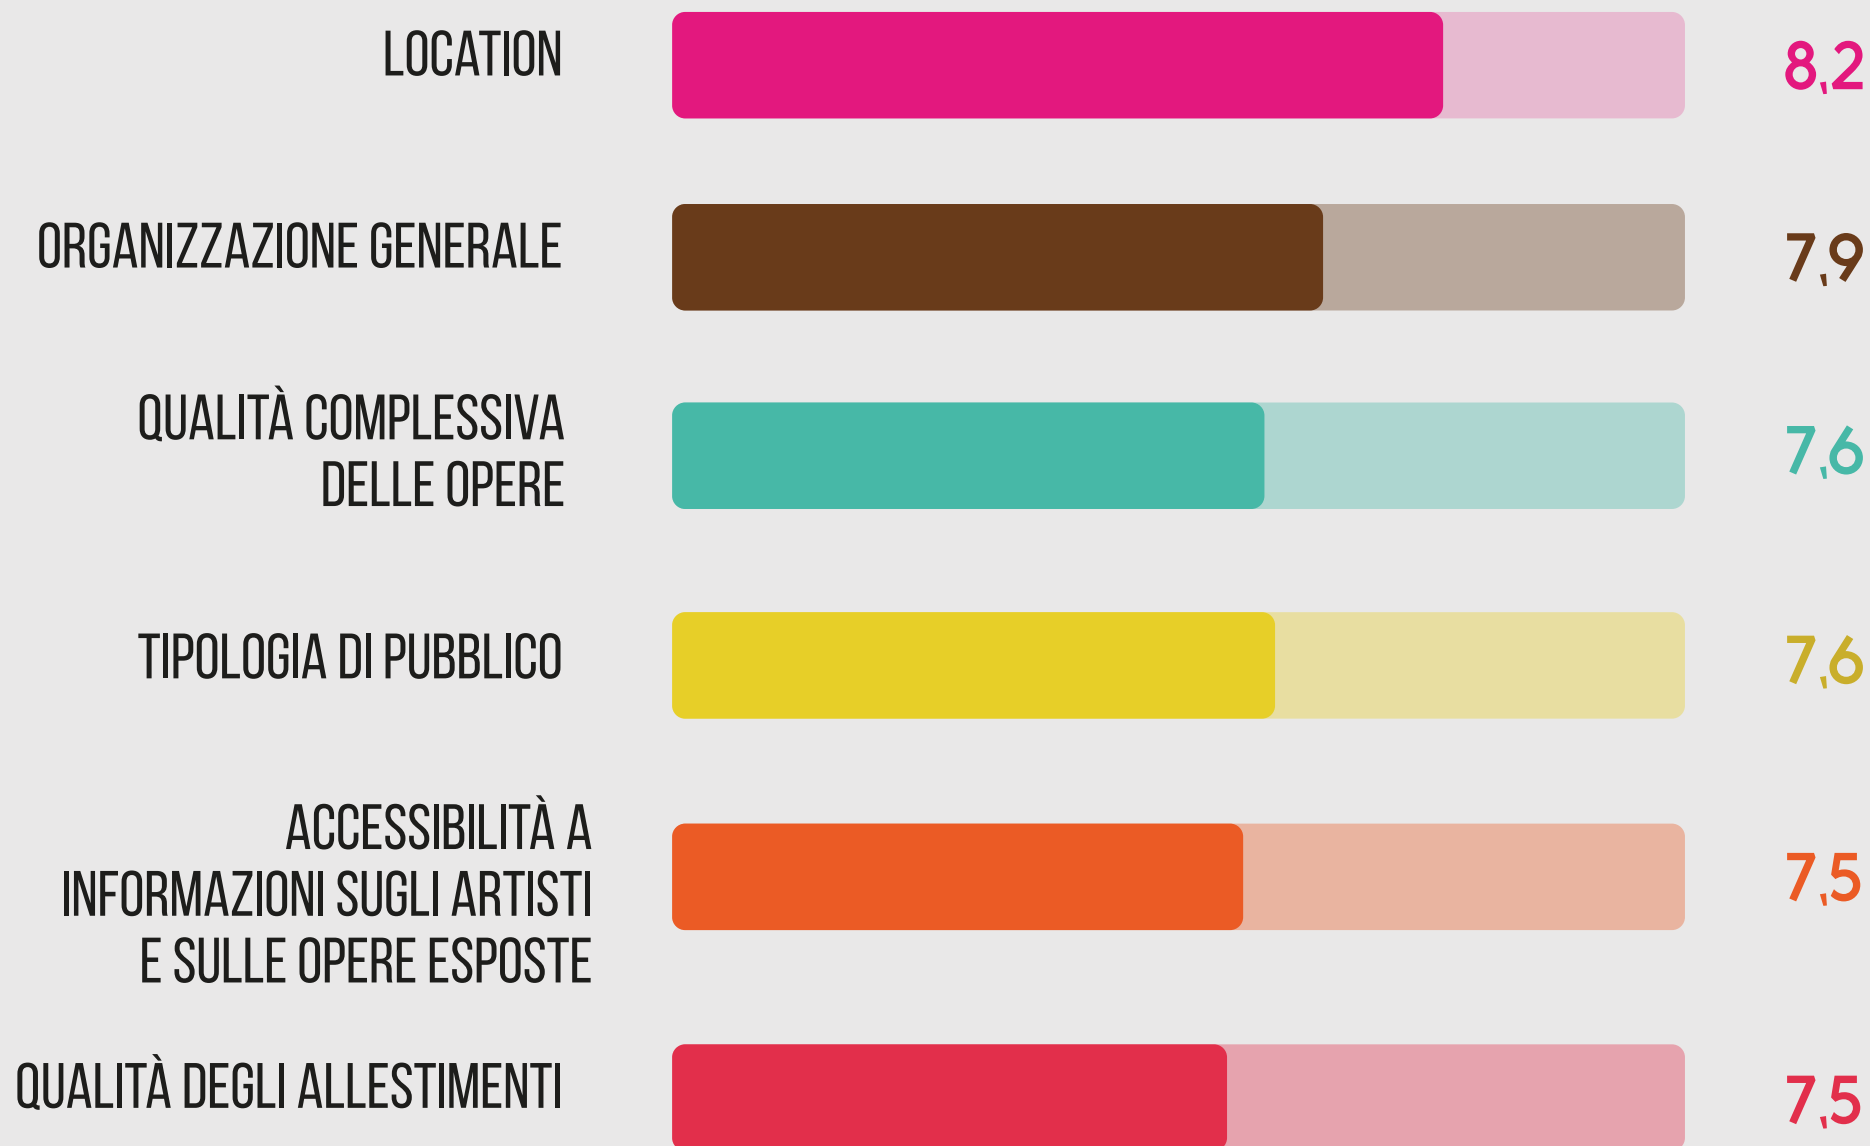 LOCATION
8,2
ORGANIZZAZIONE GENERALE
7,9
QUALITÀ COMPLESSIVA
DELLE OPERE
7,6
TIPOLOGIA DI PUBBLICO
7,6
ACCESSIBILITÀ A
INFORMAZIONI SUGLI ARTISTI
E SULLE OPERE ESPOSTE
7,5
QUALITÀ DEGLI ALLESTIMENTI
7,5